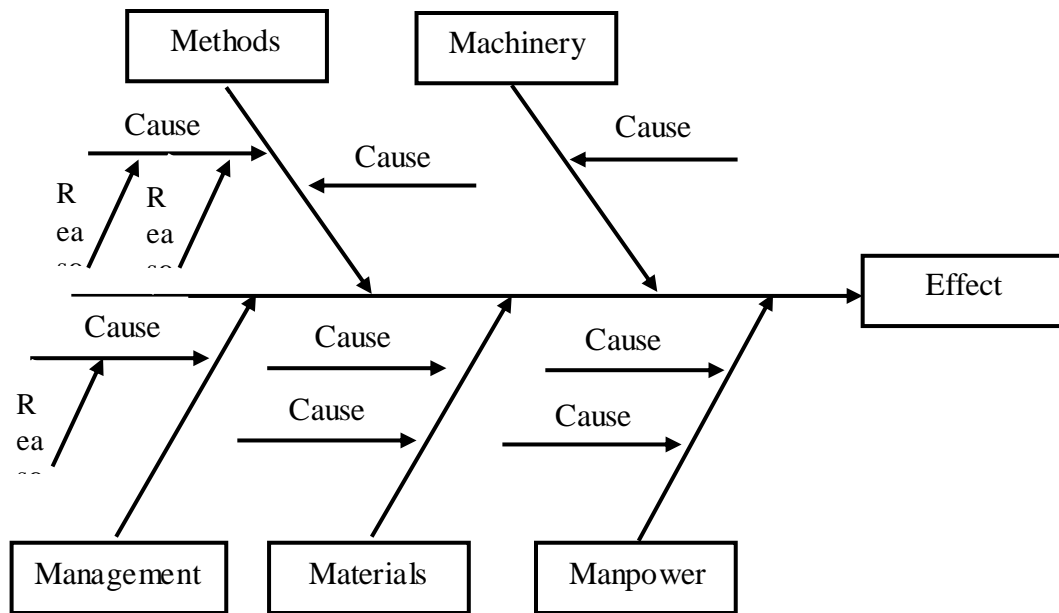 Methods
Machinery
Cause
Cause
Cause
R
ea
R
ea
Effect
Cause
Cause
Cause
R
ea
Cause
Cause
Management
Materials
Manpower